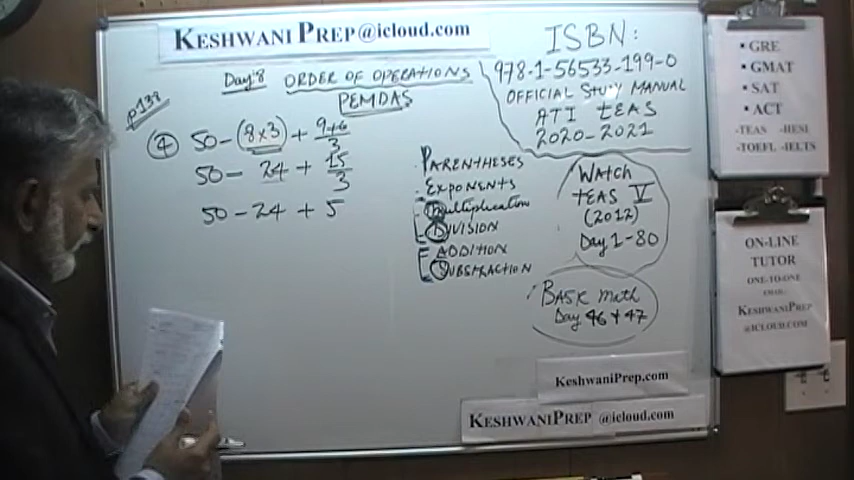 KESHWANI PREP@icloud.com
Day: 8 ORDER OF OPERATIONS
PEMDAS
p 138
4 50 - (8x3) + 9+6/3
50 - 24 + 15/3
50 - 24 + 5
PARENTHESES
EXPONENTS
Multiplication
DIVISION
ADDITION
SUBSTRACTION
ISBN:
978-1-56533-199-0
OFFICIAL STUDY MANUAL
ATI TEAS
2020-2021
WATCH
TEAS V
(2012)
Day 1-80
BASIC Math
Day 46 + 47
KeshwaniPrep.com
KESHWANIPREP @icloud.com
• GRE
• GMAT
• SAT
• ACT
-TEAS -HESI
-TOEFL -IELTS
ON-LINE
TUTOR
ONE-TO-ONE
EMAIL:
KESHWANIPREP
@ICLOUD.COM